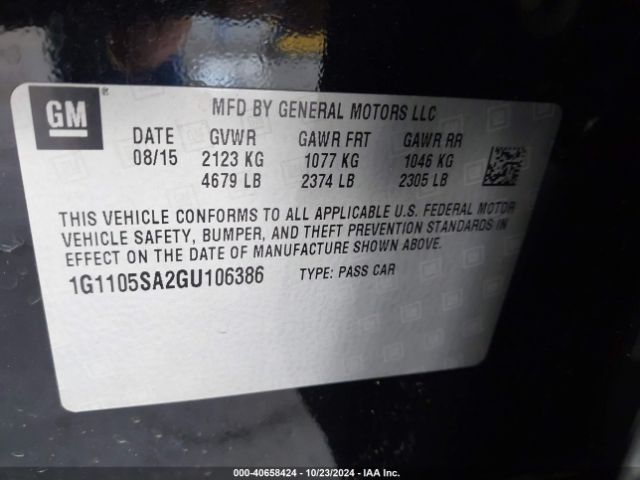 GM ®
MFD BY GENERAL MOTORS LLC
DATE GVWR GAWR FRT GAWR RR
08/15 2123 KG 1077 KG 1046 KG
4679 LB 2374 LB 2305 LB
THIS VEHICLE CONFORMS TO ALL APPLICABLE U.S. FEDERAL MOTOR
VEHICLE SAFETY, BUMPER, AND THEFT PREVENTION STANDARDS IN
EFFECT ON THE DATE OF MANUFACTURE SHOWN ABOVE.
1G1105SA2GU106386 TYPE: PASS CAR
000-40658424 - 10/23/2024 - IAA Inc.